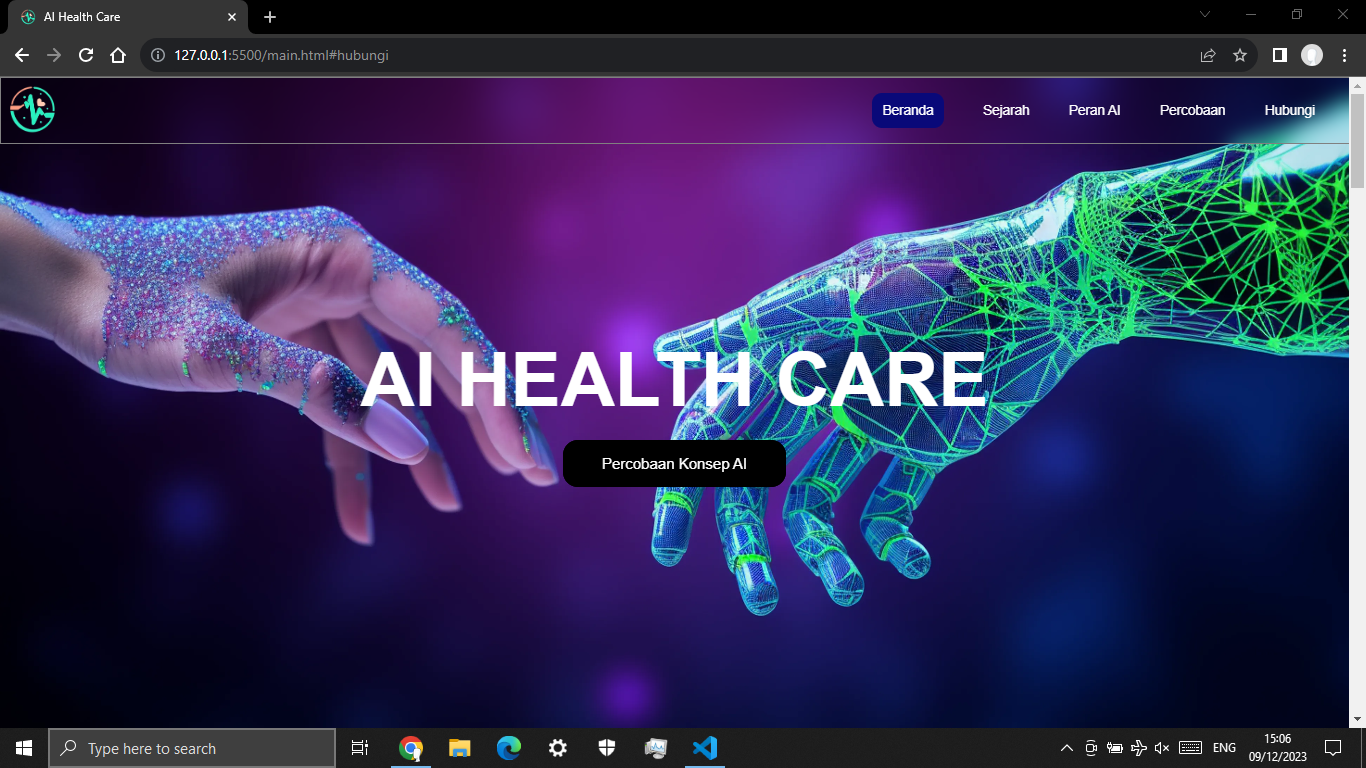 AI Health Care
127.0.0.1:5500/main.html#hubungi
Beranda Sejarah Peran AI Percobaan Hubungi
AI HEALTH CARE
Percobaan Konsep AI
Type here to search
ENG
15:06
09/12/2023